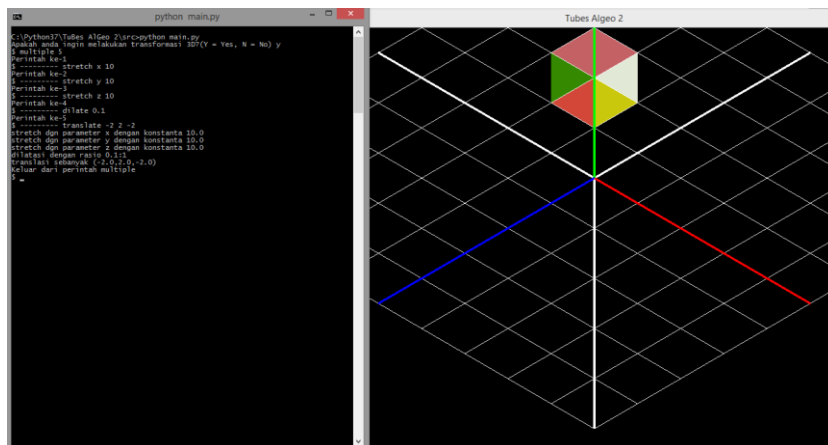 python main.py
C:\Python37\TuBes AlGeo 2\src>python main.py
Apakah anda ingin melakukan transformasi 3D?(Y = Yes, N = No) y
$ multiple 5
Perintah ke-1
$ --------- stretch x 10
Perintah ke-2
$ --------- stretch y 10
Perintah ke-3
$ --------- stretch z 10
Perintah ke-4
$ --------- dilate 0.1
Perintah ke-5
$ --------- translate -2 2 -2
stretch dgn parameter x dengan konstanta 10.0
stretch dgn parameter y dengan konstanta 10.0
stretch dgn parameter z dengan konstanta 10.0
dilatasi dengan rasio 0.1:1
translasi sebanyak (-2.0,2.0,-2.0)
Keluar dari perintah multiple
$ _
Tubes Algeo 2